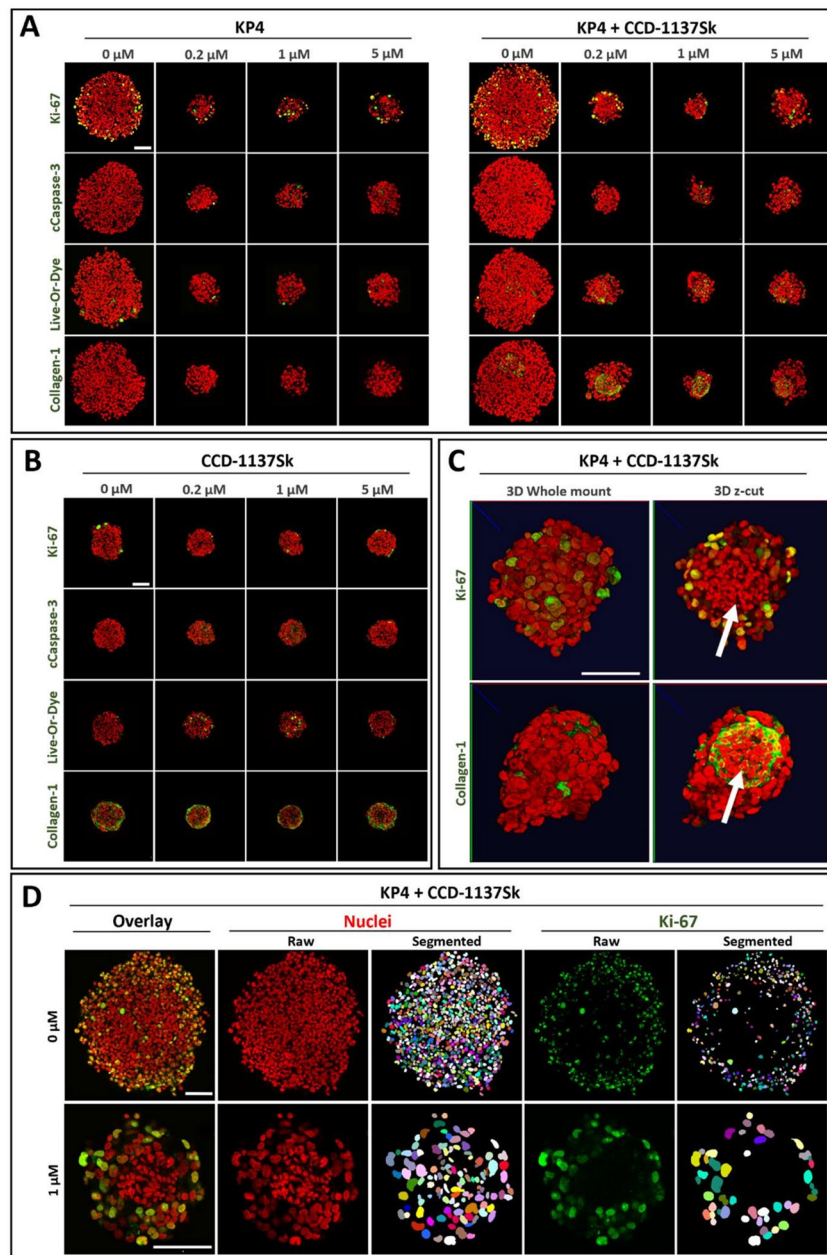 A
KP4
KP4 + CCD-1137Sk
0 µM 0.2 µM 1 µM 5 µM
0 µM 0.2 µM 1 µM 5 µM
Ki-67
cCaspase-3
Live-Or-Dye
Collagen-1
B
CCD-1137Sk
0 µM 0.2 µM 1 µM 5 µM
Ki-67
cCaspase-3
Live-Or-Dye
Collagen-1
C
KP4 + CCD-1137Sk
3D Whole mount 3D z-cut
Ki-67
Collagen-1
D
KP4 + CCD-1137Sk
Overlay Nuclei Ki-67
Raw Segmented Raw Segmented
0 µM
1 µM